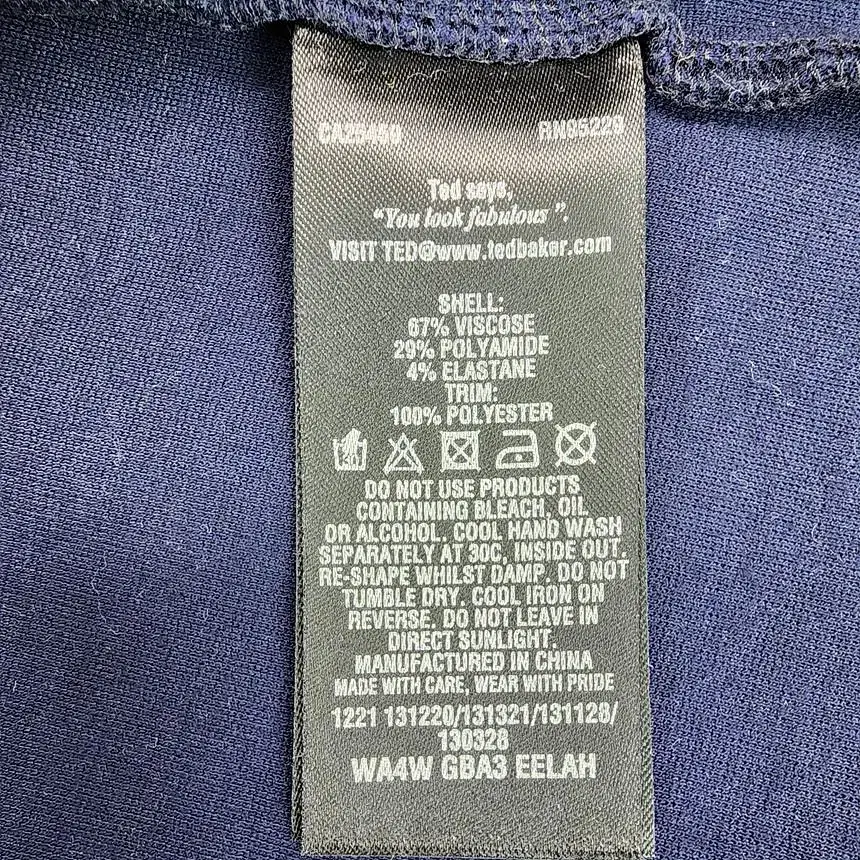 CA25450 RN95229
Ted says,
“You look fabulous ”.
VISIT TED@www.tedbaker.com
SHELL:
67% VISCOSE
29% POLYAMIDE
4% ELASTANE
TRIM:
100% POLYESTER
DO NOT USE PRODUCTS
CONTAINING BLEACH, OIL
OR ALCOHOL. COOL HAND WASH
SEPARATELY AT 30C, INSIDE OUT.
RE-SHAPE WHILST DAMP. DO NOT
TUMBLE DRY. COOL IRON ON
REVERSE. DO NOT LEAVE IN
DIRECT SUNLIGHT.
MANUFACTURED IN CHINA
MADE WITH CARE, WEAR WITH PRIDE
1221 131220/131321/131128/
130328
WA4W GBA3 EELAH